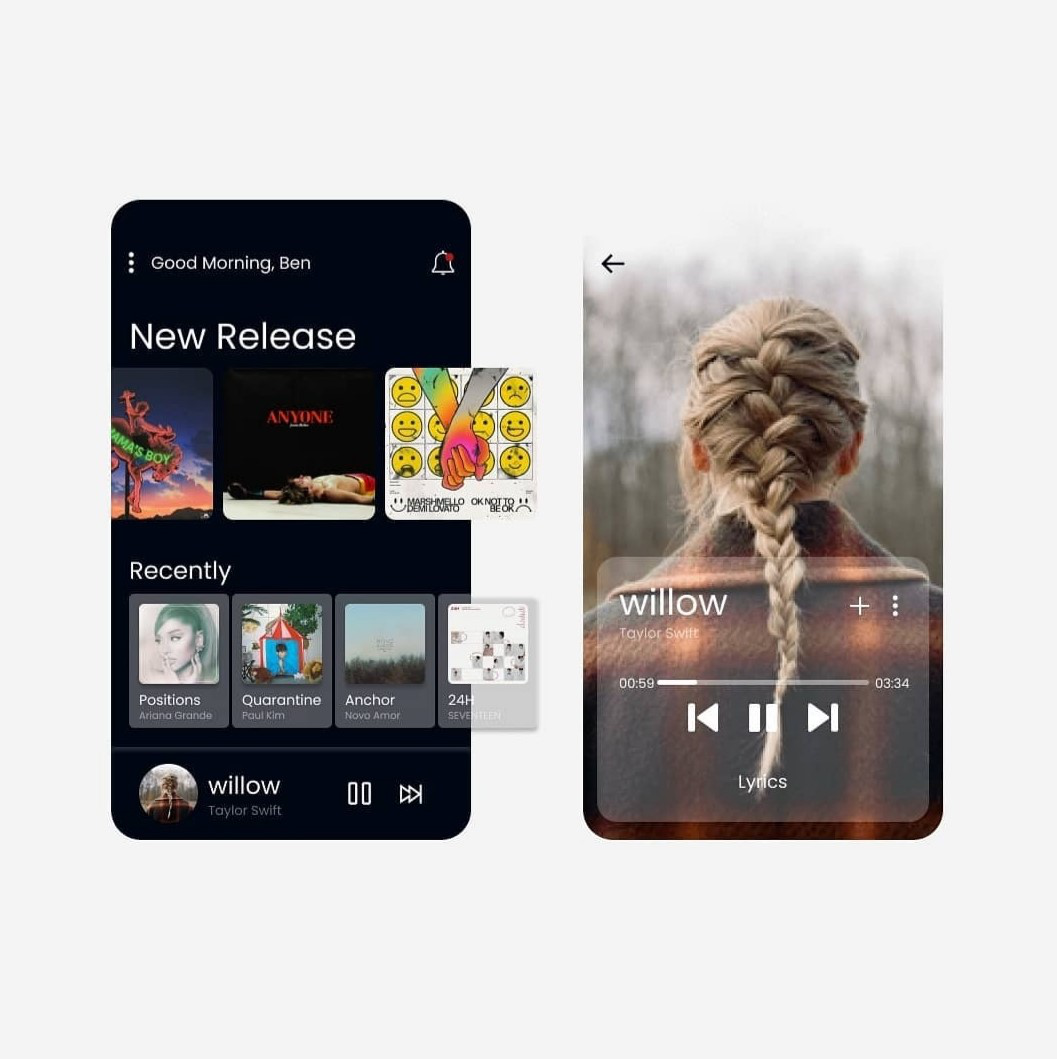 Good Morning, Ben
New Release
MAMA'S BOY
ANYONE
MARSHMELLO
DEMI LOVATO
OK NOT TO
BE OK
Recently
24H
Positions
Ariana Grande
Quarantine
Paul Kim
Anchor
Novo Amor
24H
SEVENTEEN
willow
Taylor Swift
willow
Taylor Swift
00:59
03:34
Lyrics